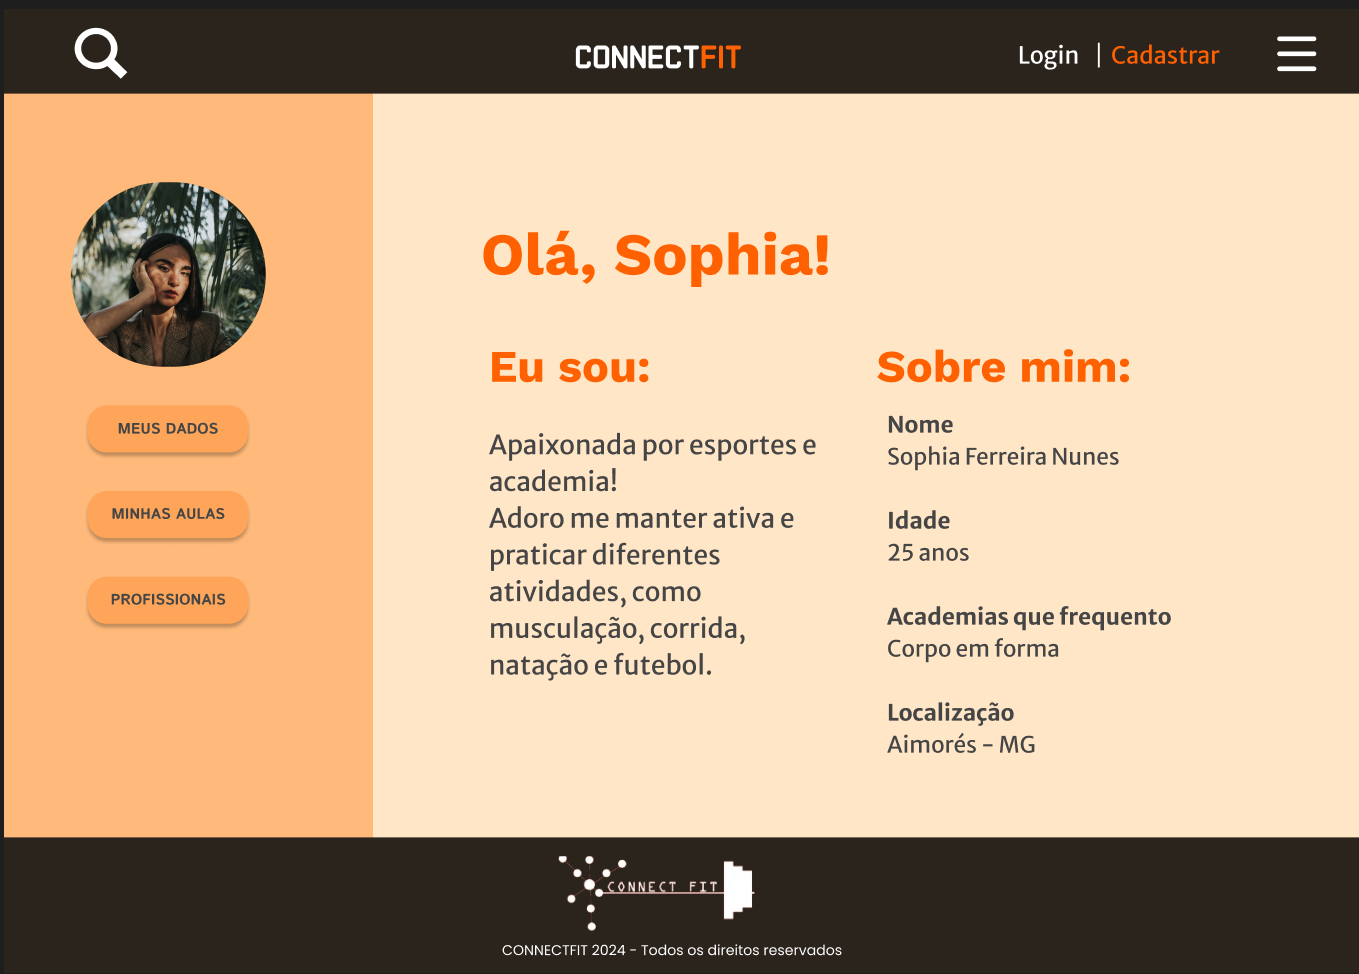 CONNECTFIT
Login | Cadastrar
MEUS DADOS
MINHAS AULAS
PROFISSIONAIS
Olá, Sophia!
Eu sou:
Apaixonada por esportes e
academia!
Adoro me manter ativa e
praticar diferentes
atividades, como
musculação, corrida,
natação e futebol.
Sobre mim:
Nome
Sophia Ferreira Nunes
Idade
25 anos
Academias que frequento
Corpo em forma
Localização
Aimorés - MG
CONNECT FIT
CONNECTFIT 2024 - Todos os direitos reservados